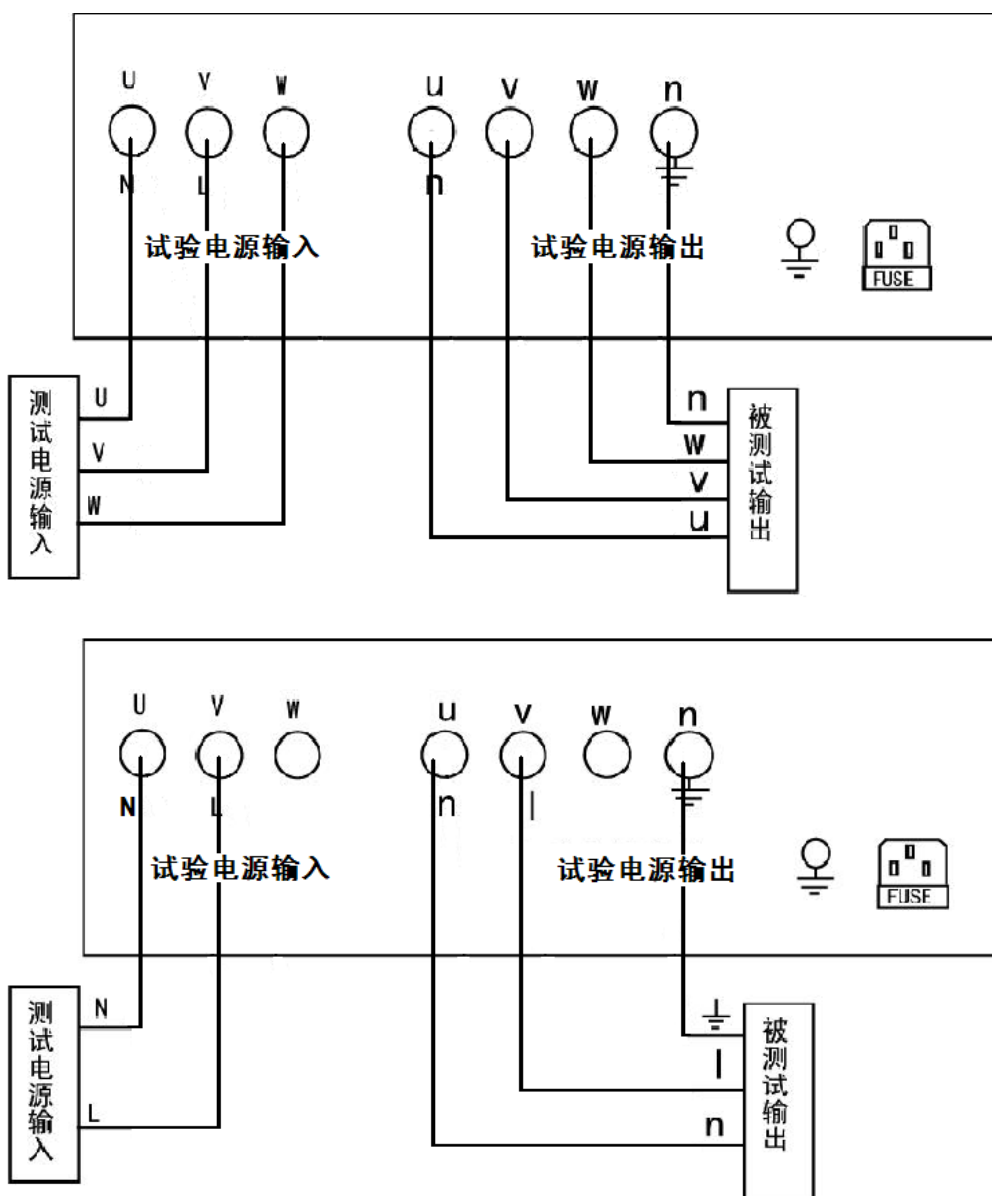 U V W u v w n
N L n
试验电源输入 试验电源输出
FUSE
测试电源输入
U
V
W
n
w
v
u
被测试输出
U V W u v w n
N L n l
试验电源输入 试验电源输出
FUSE
测试电源输入
N
L
l
n
被测试输出